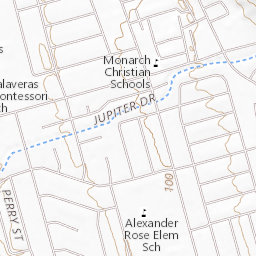 Monarch
Christian
Schools
alaveras
ontessori
h
JUPITER DR
100
PERRY ST
Alexander
Rose Elem
Sch